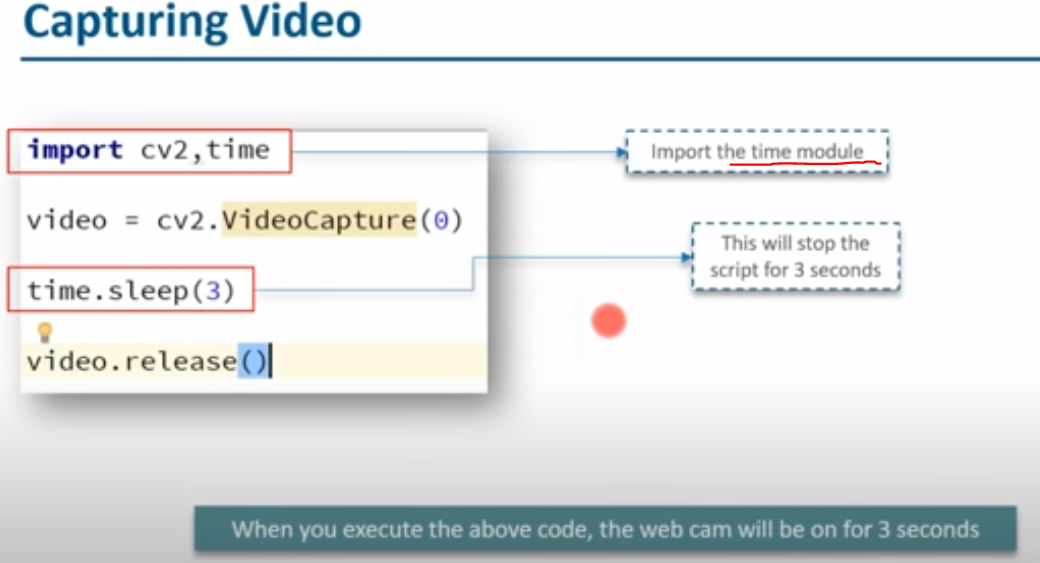 Capturing Video
import cv2,time
Import the time module
video = cv2.VideoCapture(0)
This will stop the
script for 3 seconds
time.sleep(3)
video.release()
When you execute the above code, the web cam will be on for 3 seconds